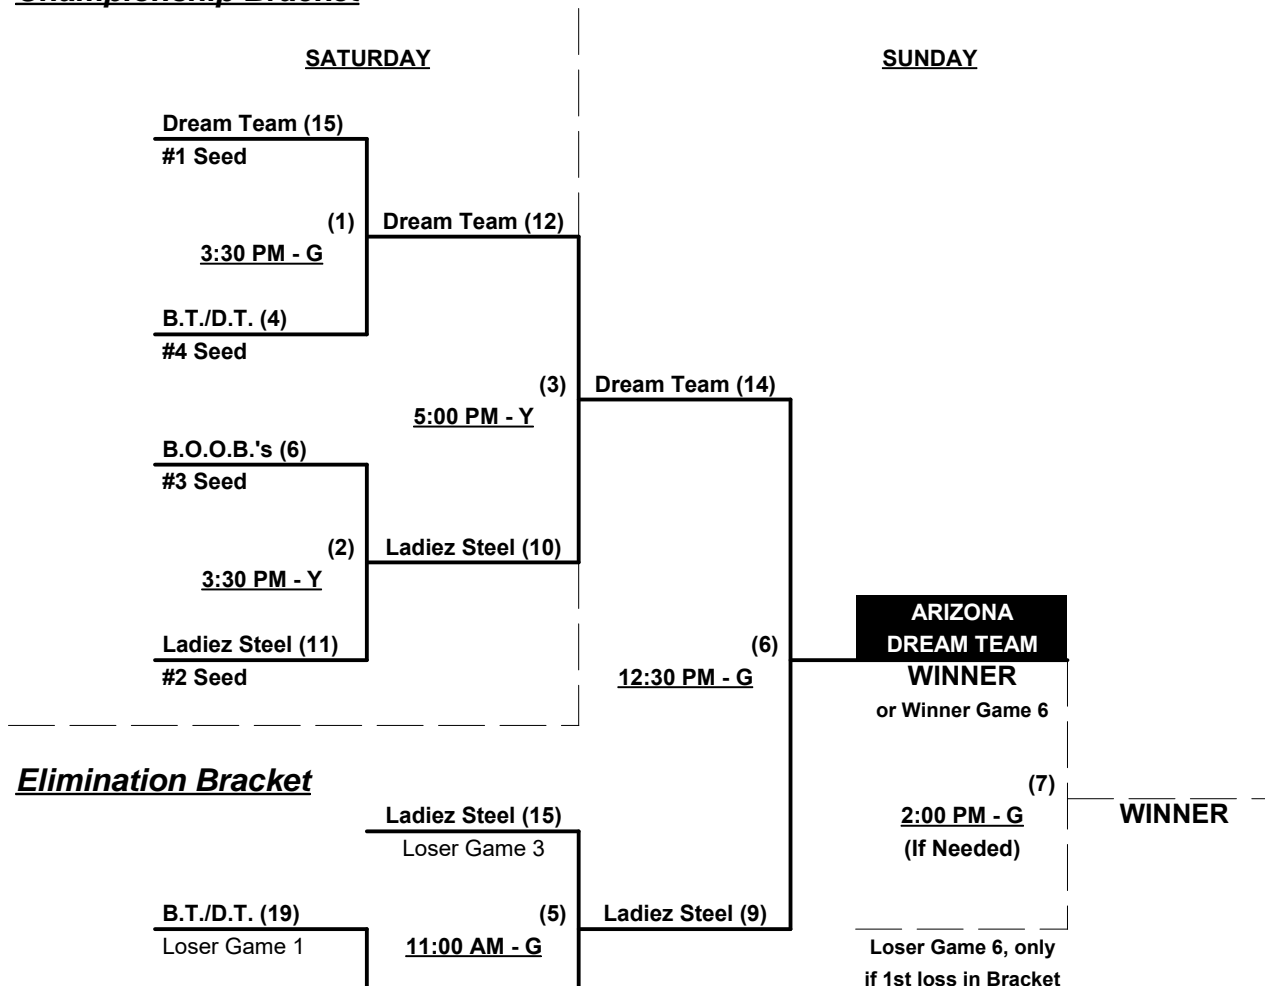 Championship Bracket
SATURDAY
SUNDAY
Dream Team (15)
#1 Seed
(1)
Dream Team (12)
3:30 PM - G
B.T./D.T. (4)
#4 Seed
(3)
Dream Team (14)
5:00 PM - Y
B.O.O.B.'s (6)
#3 Seed
(2)
Ladiez Steel (10)
3:30 PM - Y
Ladiez Steel (11)
#2 Seed
(6)
12:30 PM - G
ARIZONA
DREAM TEAM
WINNER
or Winner Game 6
Elimination Bracket
(7)
2:00 PM - G
(If Needed)
WINNER
Ladiez Steel (15)
Loser Game 3
B.T./D.T. (19)
Loser Game 1
(5)
11:00 AM - G
Ladiez Steel (9)
Loser Game 6, only
if 1st loss in Bracket